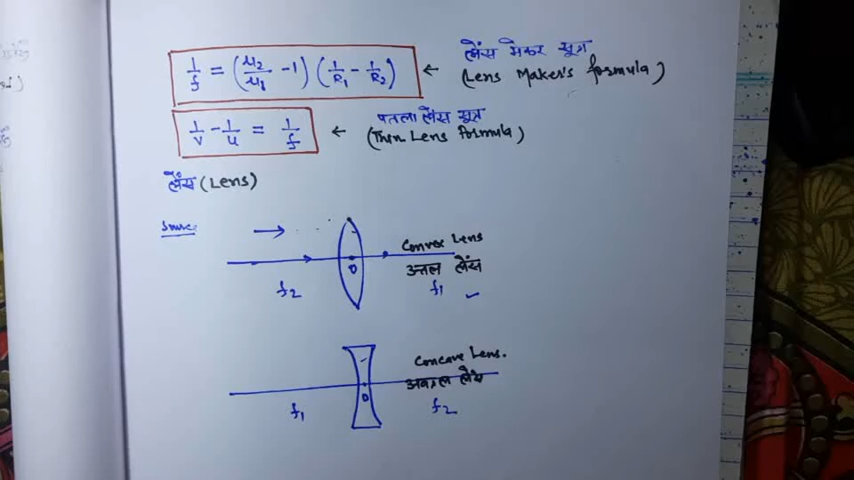 लेंस मेकर सूत्र
1/f = (μ2/μ1 - 1) (1/R1 - 1/R2) ← (Lens Maker's formula)
पतला लेंस सूत्र
1/v - 1/u = 1/f ← (Thin Lens formula)
लेंस (Lens)
Convex Lens
O उत्तल लेंस
f2 f1
Concave Lens.
O अवतल लेंस
f1 f2